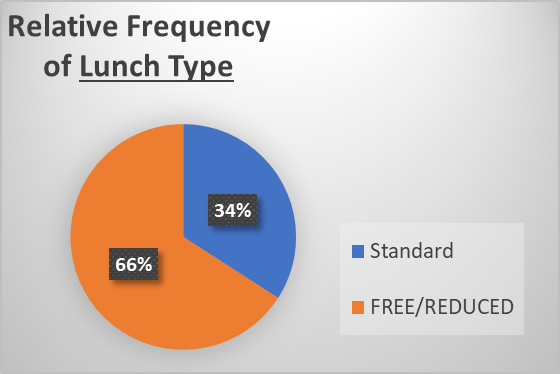 Relative Frequency
of Lunch Type
34%
66%
Standard
FREE/REDUCED